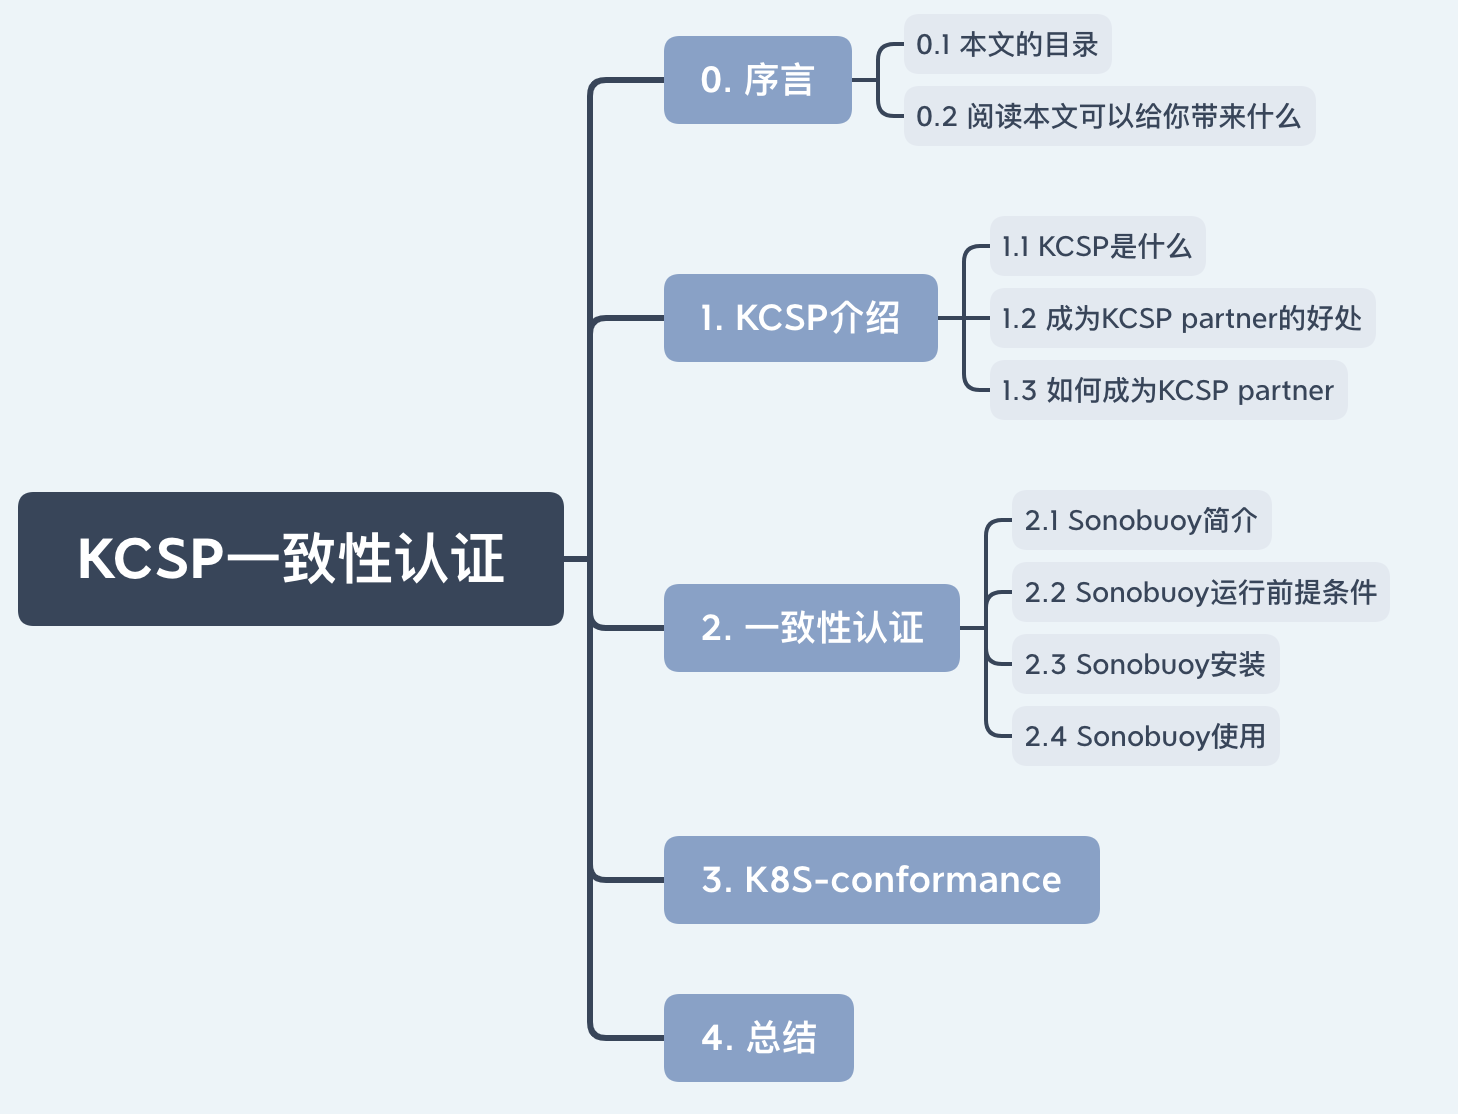 KCSP一致性认证
0. 序言
0.1 本文的目录
0.2 阅读本文可以给你带来什么
1. KCSP介绍
1.1 KCSP是什么
1.2 成为KCSP partner的好处
1.3 如何成为KCSP partner
2. 一致性认证
2.1 Sonobuoy简介
2.2 Sonobuoy运行前提条件
2.3 Sonobuoy安装
2.4 Sonobuoy使用
3. K8S-conformance
4. 总结